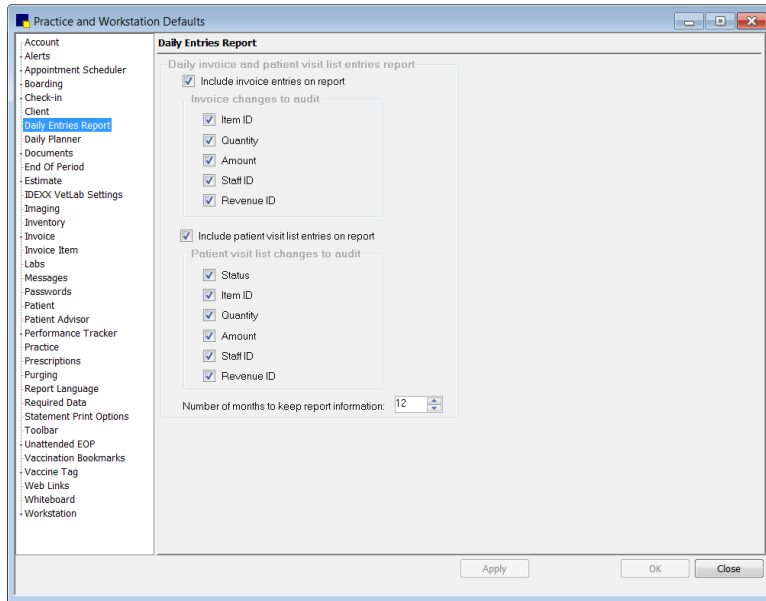 Practice and Workstation Defaults
Account
Alerts
Appointment Scheduler
Boarding
Check-in
Client
Daily Entries Report
Daily Planner
Documents
End Of Period
Estimate
IDEXX VetLab Settings
Imaging
Inventory
Invoice
Invoice Item
Labs
Messages
Passwords
Patient
Patient Advisor
Performance Tracker
Practice
Prescriptions
Purging
Report Language
Required Data
Statement Print Options
Toolbar
Unattended EOP
Vaccination Bookmarks
Vaccine Tag
Web Links
Whiteboard
Workstation
Daily Entries Report
Daily invoice and patient visit list entries report
Include invoice entries on report
Invoice changes to audit
Item ID
Quantity
Amount
Staff ID
Revenue ID
Include patient visit list entries on report
Patient visit list changes to audit
Status
Item ID
Quantity
Amount
Staff ID
Revenue ID
Number of months to keep report information: 12
Apply OK Close